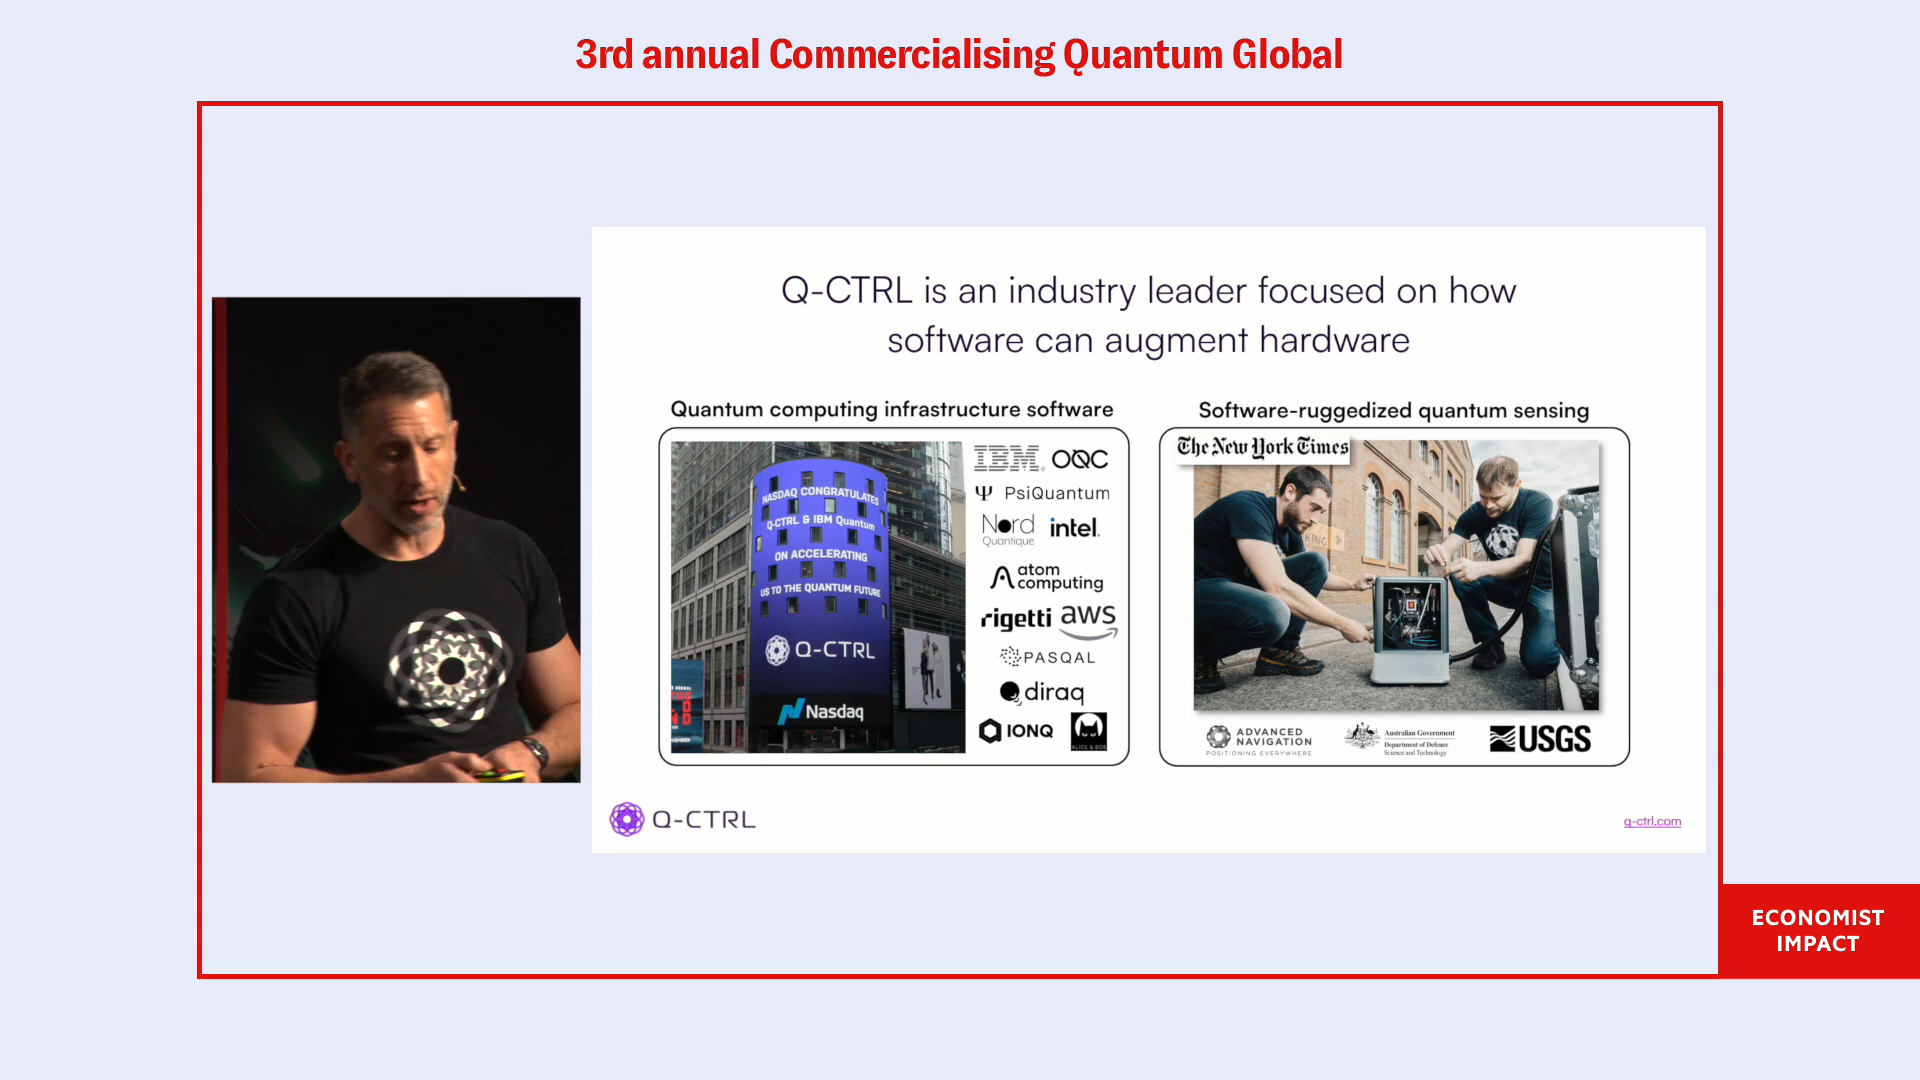 3rd annual Commercialising Quantum Global
Q-CTRL is an industry leader focused on how
software can augment hardware
Quantum computing infrastructure software
NASDAQ CONGRATULATES
Q-CTRL & IBM Quantum
ON ACCELERATING
US TO THE QUANTUM FUTURE
Q-CTRL
Nasdaq
IBM. OQC
Ψ PsiQuantum
Nord
Quantique
intel.
atom
computing
rigetti aws
PASQAL
diraq
IONQ
ALICE & BOB
Software-ruggedized quantum sensing
The New York Times
KING
ADVANCED
NAVIGATION
POSITIONING EVERYWHERE
Australian Government
Department of Defence
Science and Technology
USGS
Q-CTRL
q-ctrl.com
ECONOMIST
IMPACT